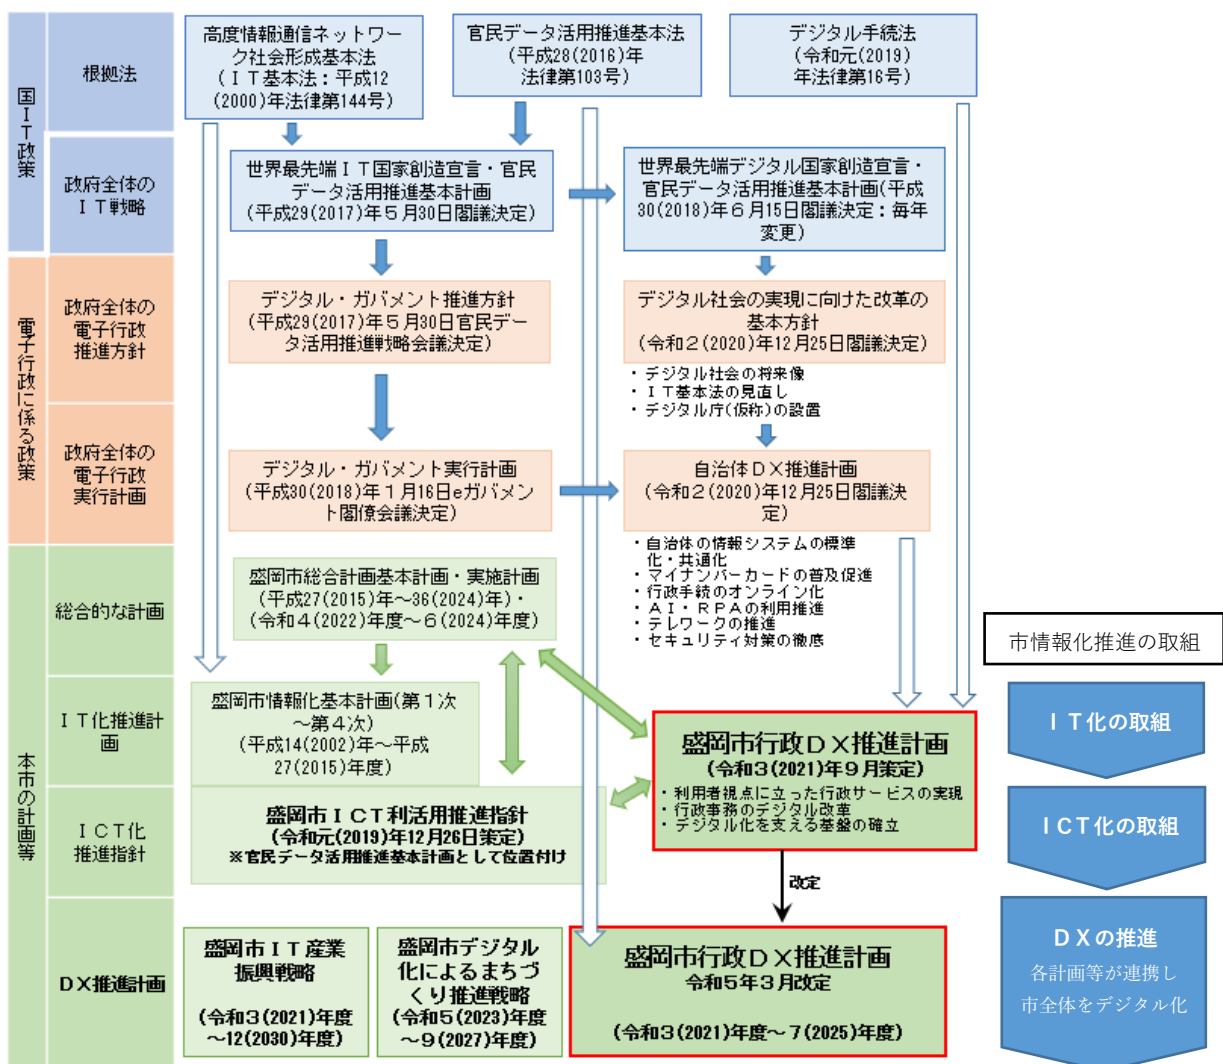 国IT政策
根拠法
高度情報通信ネットワー
ク社会形成基本法
(IT基本法：平成12
(2000)年法律第144号)
官民データ活用推進基本法
(平成28(2016)年
法律第103号)
デジタル手続法
(令和元(2019)
年法律第16号)
政府全体の
IT戦略
世界最先端IT国家創造宣言・官民
データ活用推進基本計画
(平成29(2017)年5月30日閣議決定)
世界最先端デジタル国家創造宣言・
官民データ活用推進基本計画(平成
30(2018)年6月15日閣議決定：毎年
変更)
電子行政に係る政策
政府全体の
電子行政
推進方針
デジタル・ガバメント推進方針
(平成29(2017)年5月30日官民デー
タ活用推進戦略会議決定)
デジタル社会の実現に向けた改革の
基本方針
(令和2(2020)年12月25日閣議決定)
・デジタル社会の将来像
・IT基本法の見直し
・デジタル庁(仮称)の設置
政府全体の
電子行政
実行計画
デジタル・ガバメント実行計画
(平成30(2018)年1月16日eガバメン
ト閣僚会議決定)
自治体DX推進計画
(令和2(2020)年12月25日閣議決
定)
・自治体の情報システムの標準
化・共通化
・マイナンバーカードの普及促進
・行政手続のオンライン化
・AI・RPAの利用推進
・テレワークの推進
・セキュリティ対策の徹底
本市の計画等
総合的な計画
盛岡市総合計画基本計画・実施計画
(平成27(2015)年～36(2024)年)・
(令和4(2022)年度～6(2024)年度)
IT化推進計
画
盛岡市情報化基本計画(第1次
～第4次)
(平成14(2002)年～平成
27(2015)年度)
盛岡市行政DX推進計画
(令和3(2021)年9月策定)
・利用者視点に立った行政サービスの実現
・行政事務のデジタル改革
・デジタル化を支える基盤の確立
ICT化
推進指針
盛岡市ICT利活用推進指針
(令和元(2019)年12月26日策定)
※官民データ活用推進基本計画として位置付け
改定
DX推進計画
盛岡市IT産業
振興戦略
(令和3(2021)年度
～12(2030)年度)
盛岡市デジタル
化によるまちづ
くり推進戦略
(令和5(2023)年度
～9(2027)年度)
盛岡市行政DX推進計画
令和5年3月改定
(令和3(2021)年度～7(2025)年度)
市情報化推進の取組
IT化の取組
ICT化の取組
DXの推進
各計画等が連携し
市全体をデジタル化